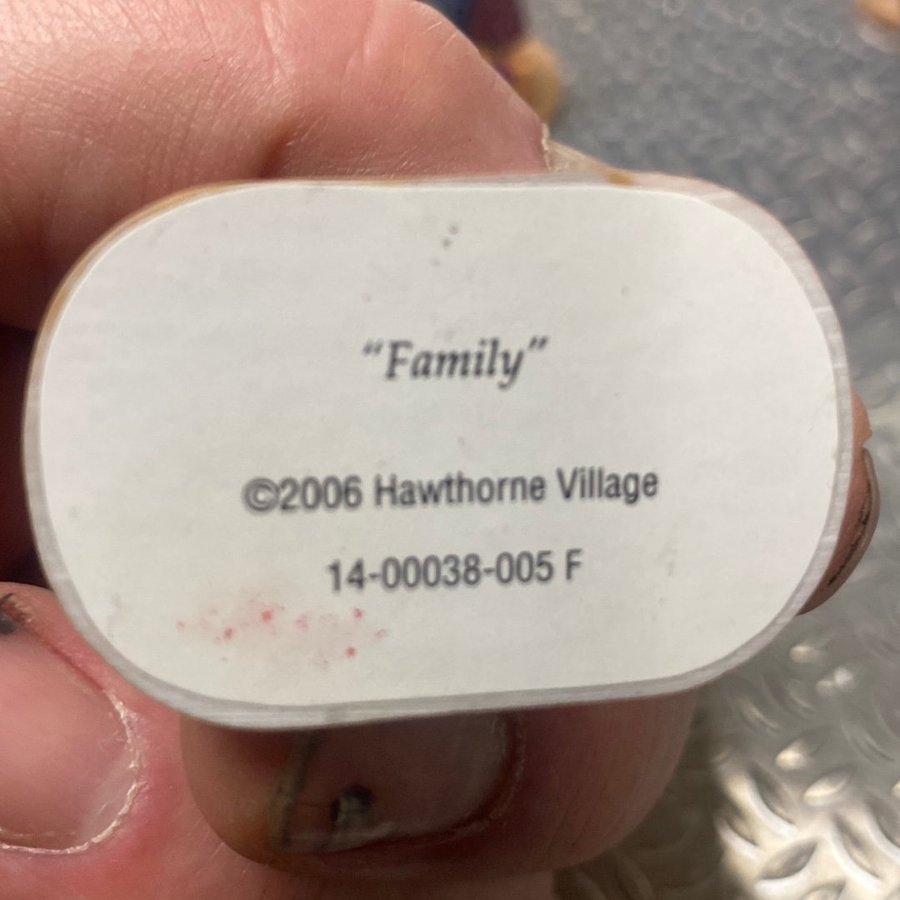 “Family”
©2006 Hawthorne Village
14-00038-005 F